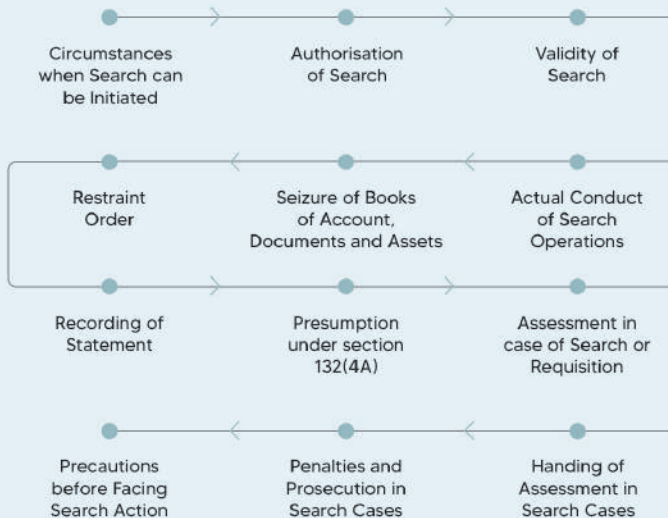 Circumstances
when Search can
be Initiated
Authorisation
of Search
Validity of
Search
Restraint
Order
Seizure of Books
of Account,
Documents and Assets
Actual Conduct
of Search
Operations
Recording of
Statement
Presumption
under section
132(4A)
Assessment in
case of Search or
Requisition
Precautions
before Facing
Search Action
Penalties and
Prosecution in
Search Cases
Handing of
Assessment in
Search Cases